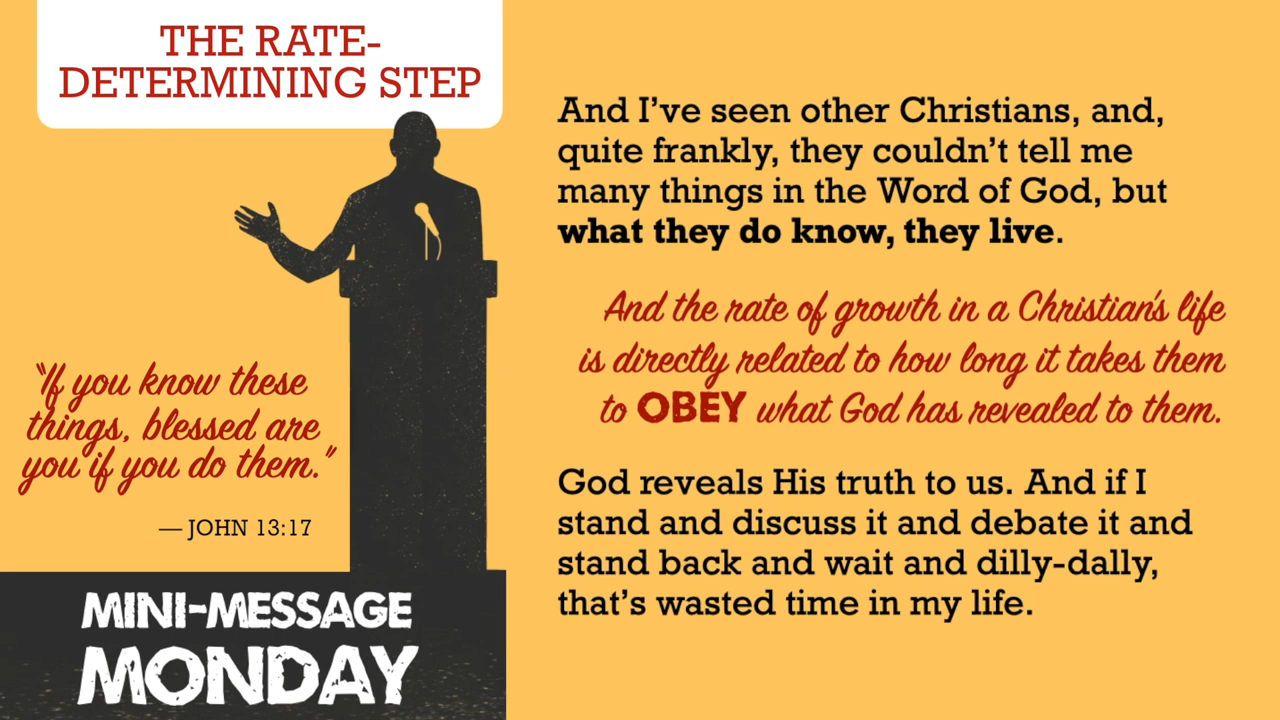 THE RATE-
DETERMINING STEP
“If you know these
things, blessed are
you if you do them.”
— JOHN 13:17
MINI-MESSAGE
MONDAY
And I’ve seen other Christians, and,
quite frankly, they couldn’t tell me
many things in the Word of God, but
what they do know, they live.
And the rate of growth in a Christian’s life
is directly related to how long it takes them
to OBEY what God has revealed to them.
God reveals His truth to us. And if I
stand and discuss it and debate it and
stand back and wait and dilly-dally,
that’s wasted time in my life.